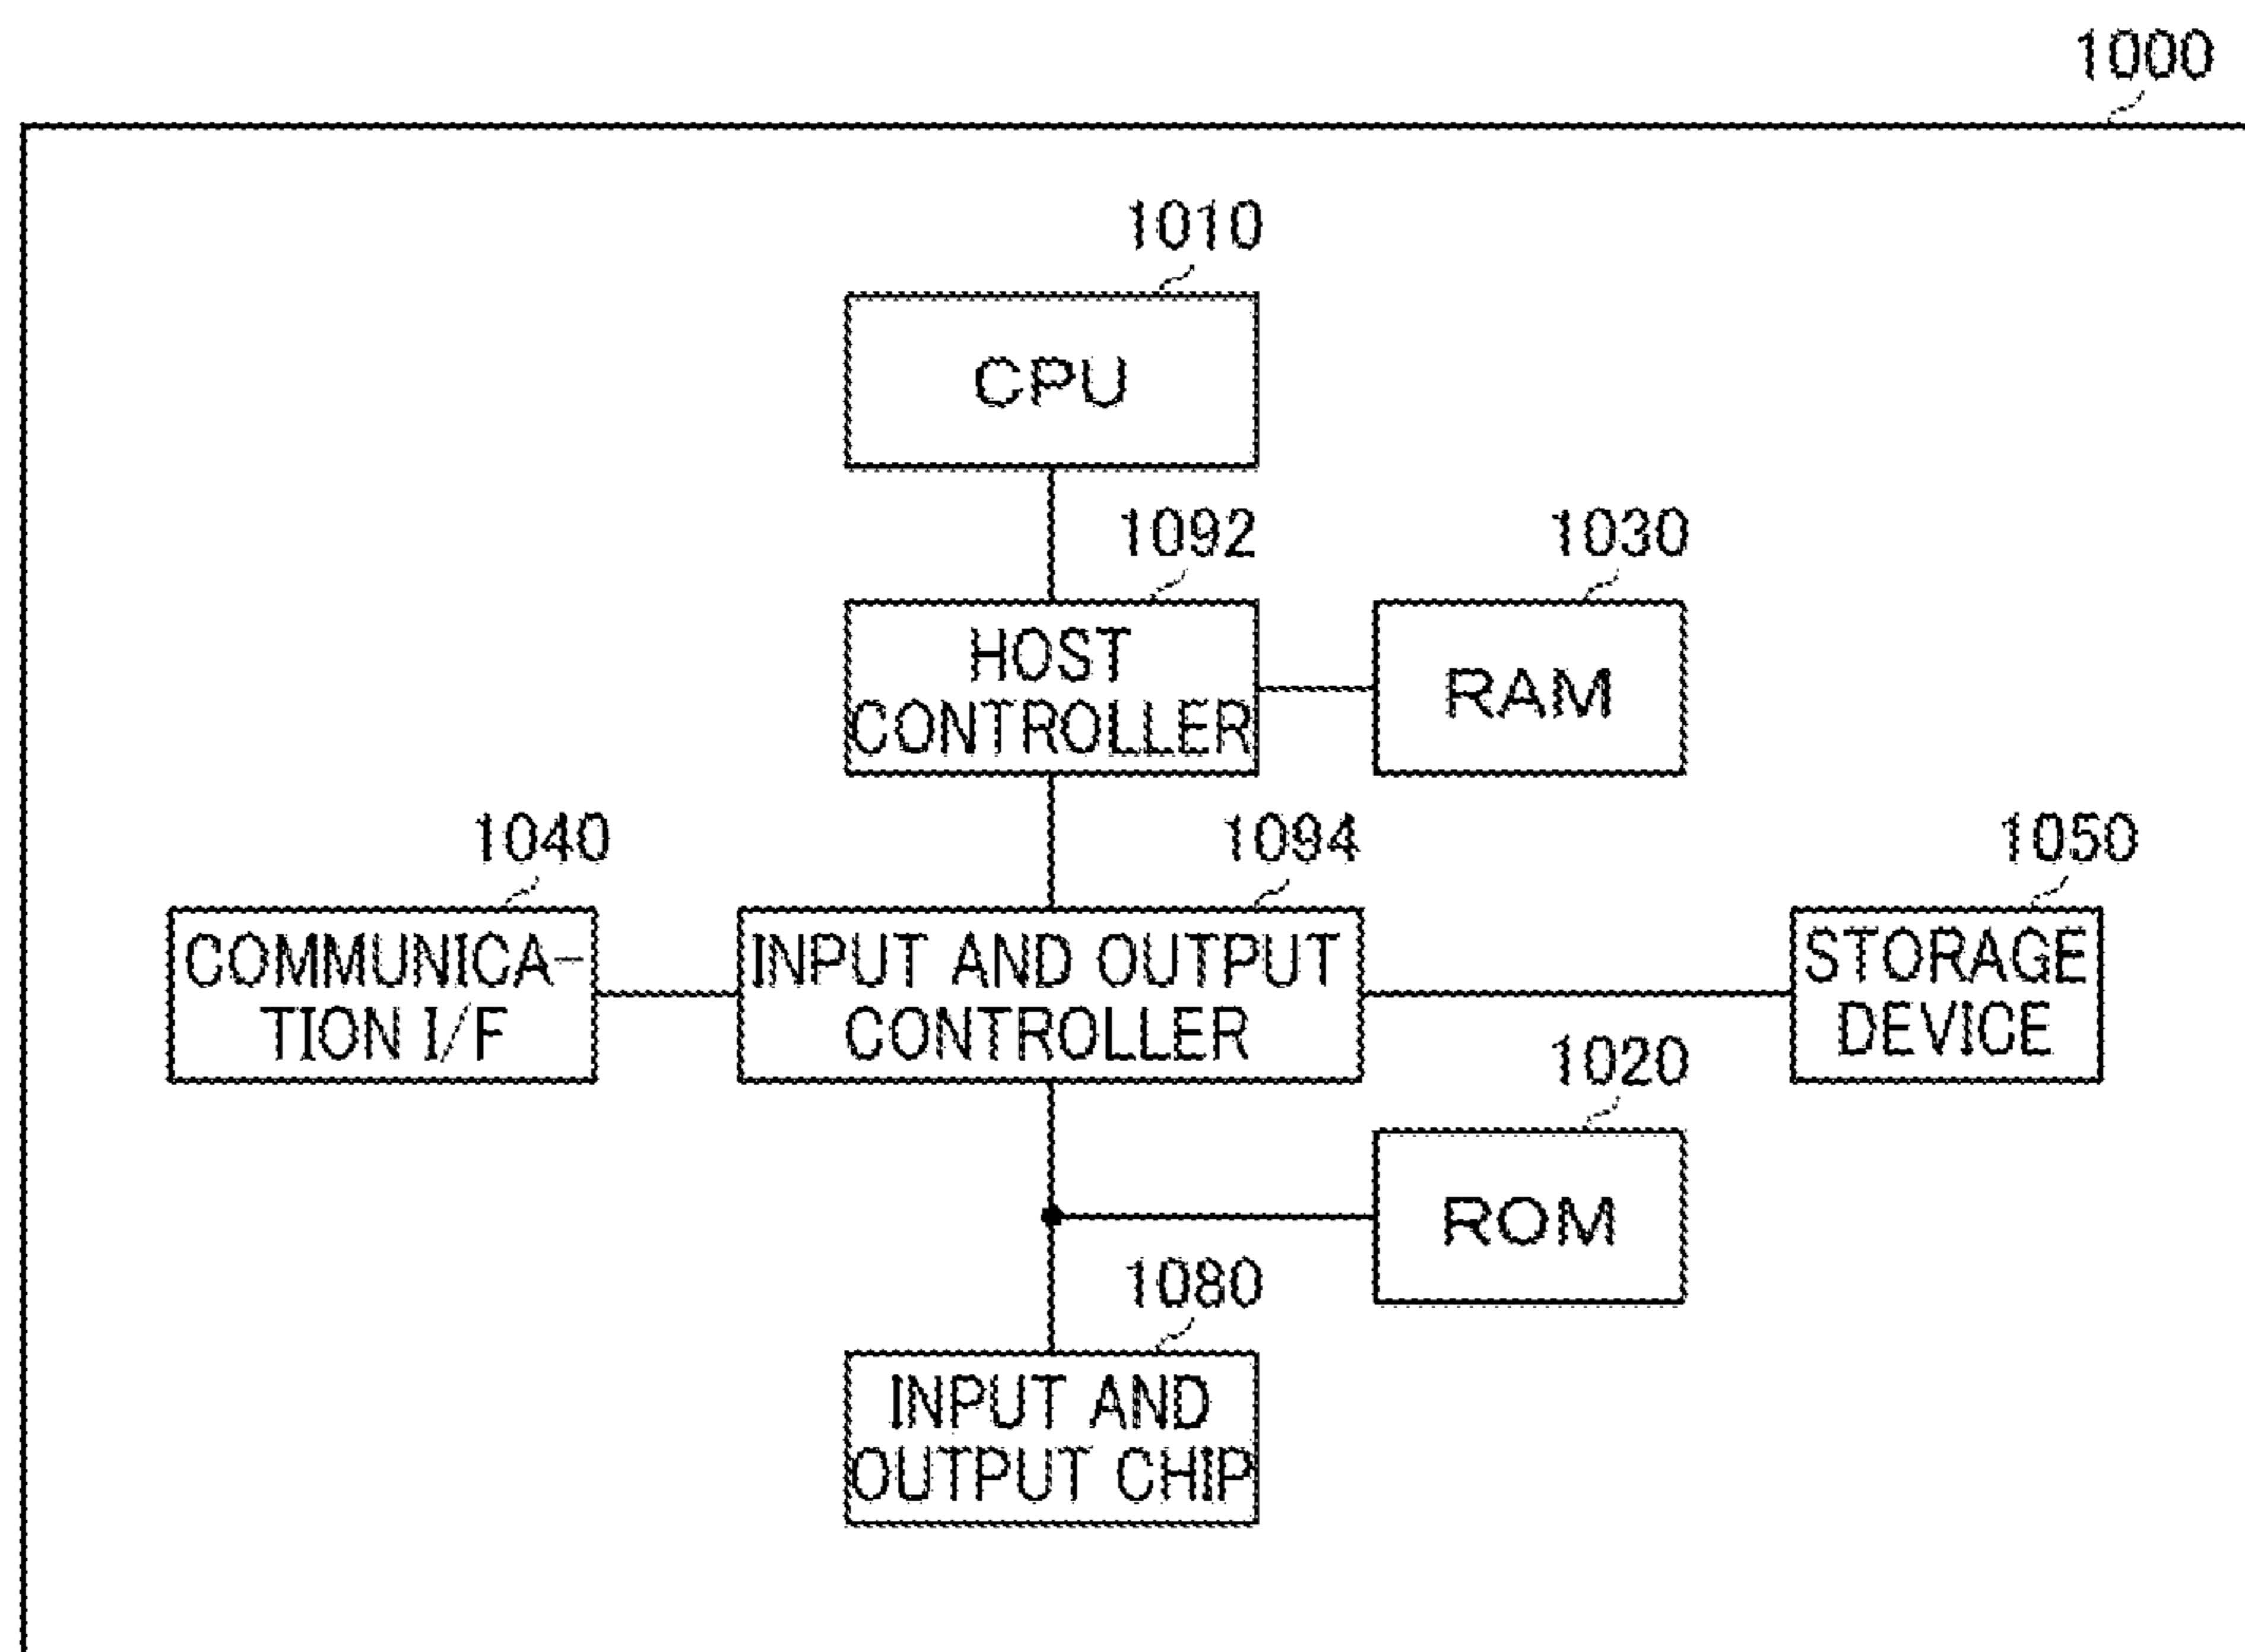 1000
1010
CPU
1092
1030
HOST
CONTROLLER
RAM
1040
1094
1050
COMMUNICA-
TION I/F
INPUT AND OUTPUT
CONTROLLER
STORAGE
DEVICE
1020
ROM
1080
INPUT AND
OUTPUT CHIP